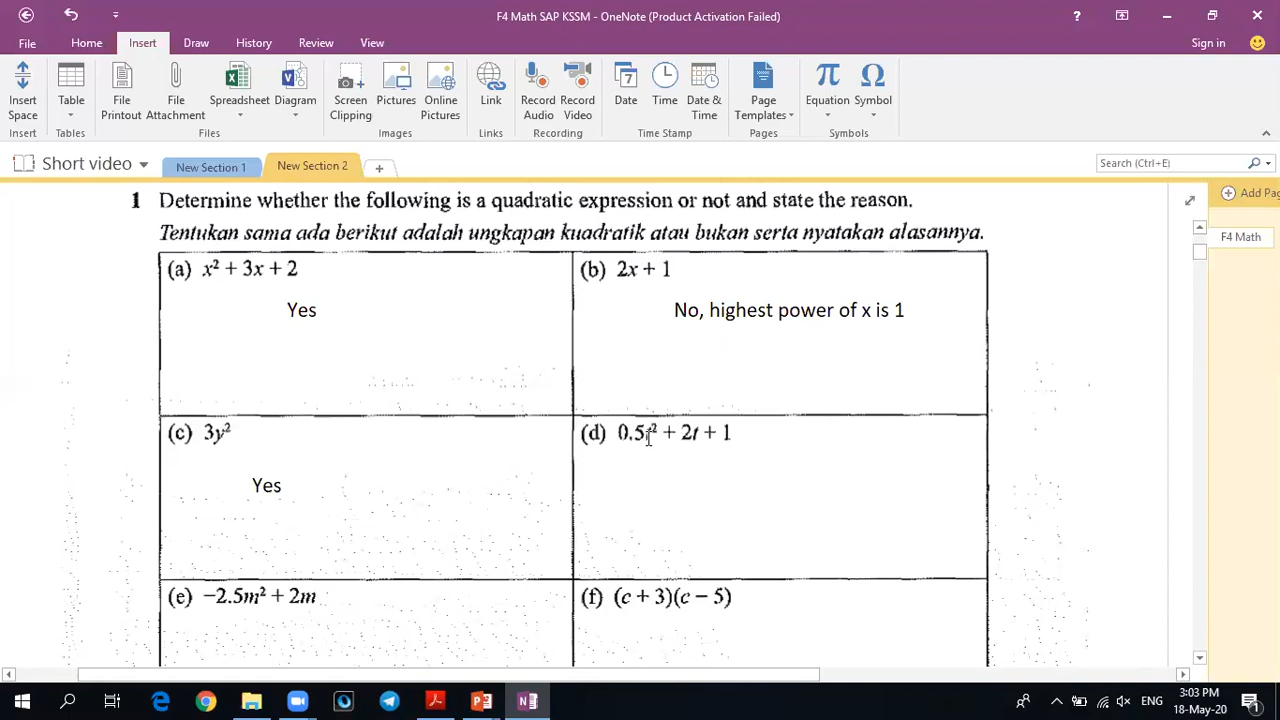 F4 Math SAP KSSM - OneNote (Product Activation Failed)
File Home Insert Draw History Review View Sign in
Insert Space Table File Printout File Attachment Spreadsheet Diagram Screen Clipping Pictures Online Pictures Link Record Audio Record Video Date Time Date & Time Page Templates Equation Symbol
Insert Tables Files Images Links Recording Time Stamp Pages Symbols
Short video New Section 1 New Section 2 Search (Ctrl+E)
Add Pag
F4 Math
1 Determine whether the following is a quadratic expression or not and state the reason.
Tentukan sama ada berikut adalah ungkapan kuadratik atau bukan serta nyatakan alasannya.
(a) x² + 3x + 2 (b) 2x + 1
Yes No, highest power of x is 1
(c) 3y² (d) 0.5t² + 2t + 1
Yes
(e) −2.5m² + 2m (f) (c + 3)(c − 5)
3:03 PM
18-May-20
1